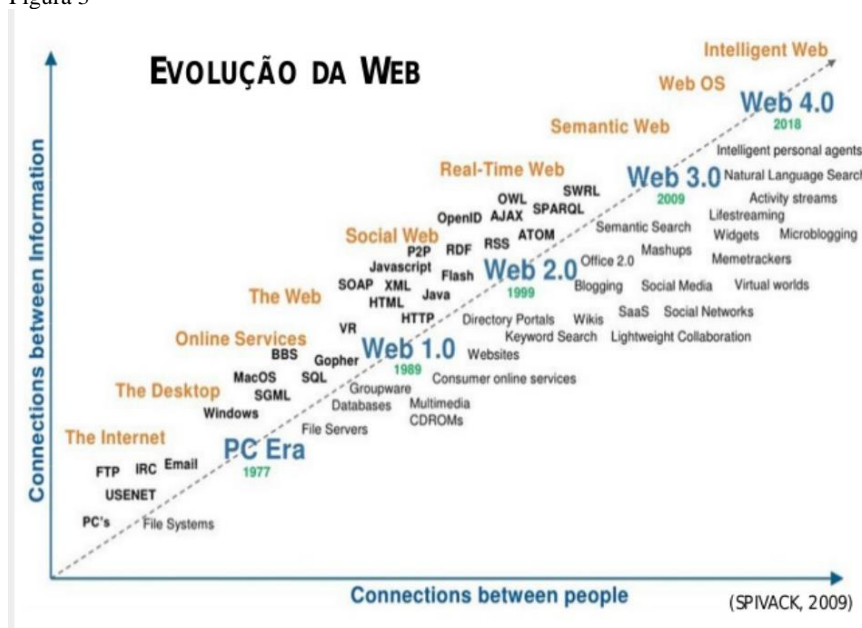 Figura 3
EVOLUÇÃO DA WEB
Intelligent Web
Web OS
Web 4.0
2018
Semantic Web
Intelligent personal agents
Real-Time Web
Web 3.0
Natural Language Search
2009
SWRL
OWL
Activity streams
SPARQL
OpenID
AJAX
Lifestreaming
Semantic Search
Social Web
ATOM
Widgets
Microblogging
P2P
RDF
RSS
Mashups
Office 2.0
Memetrackers
Javascript
Flash
Web 2.0
1999
SOAP
XML
Blogging
Social Media
Virtual worlds
The Web
HTML
Java
HTTP
Directory Portals
Wikis
SaaS
Social Networks
VR
Keyword Search
Lightweight Collaboration
Online Services
Web 1.0
1989
Websites
BBS
Gopher
MacOS
SQL
Consumer online services
The Desktop
SGML
Groupware
Windows
Databases
Multimedia
CDROMs
File Servers
The Internet
PC Era
1977
FTP
IRC
Email
USENET
PC's
File Systems
Connections between Information
Connections between people
(SPIVACK, 2009)